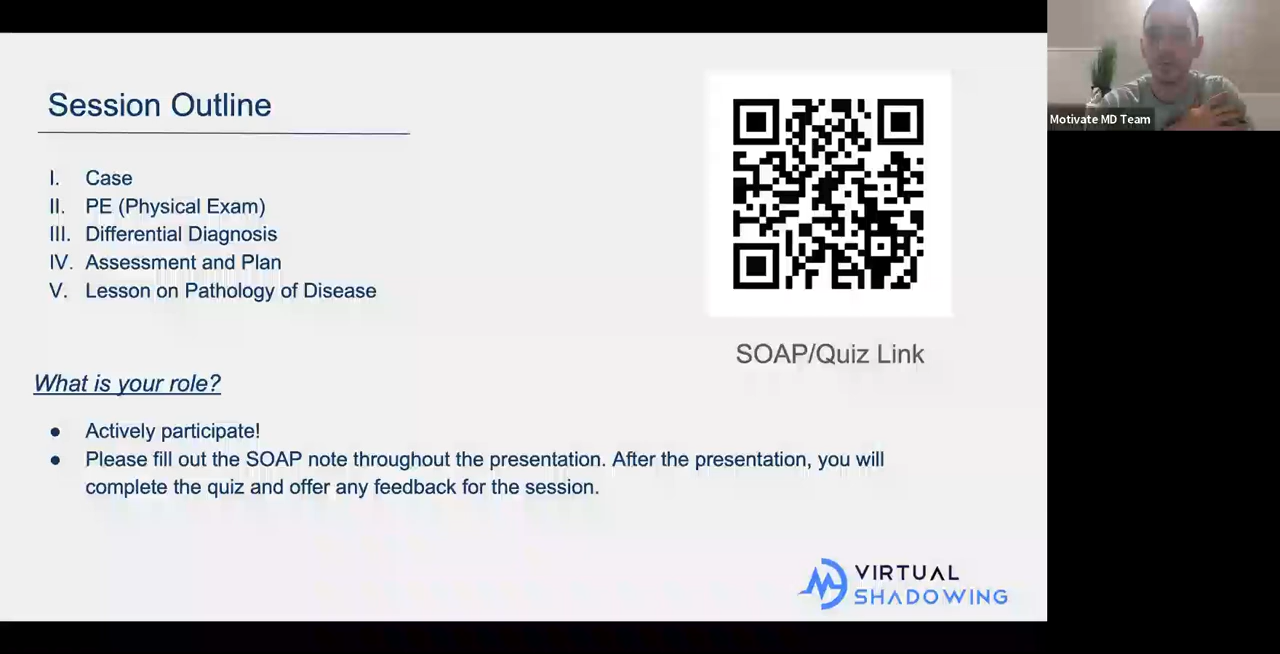 Session Outline
I. Case
II. PE (Physical Exam)
III. Differential Diagnosis
IV. Assessment and Plan
V. Lesson on Pathology of Disease
SOAP/Quiz Link
What is your role?
● Actively participate!
● Please fill out the SOAP note throughout the presentation. After the presentation, you will
complete the quiz and offer any feedback for the session.
VIRTUAL
SHADOWING
Motivate MD Team